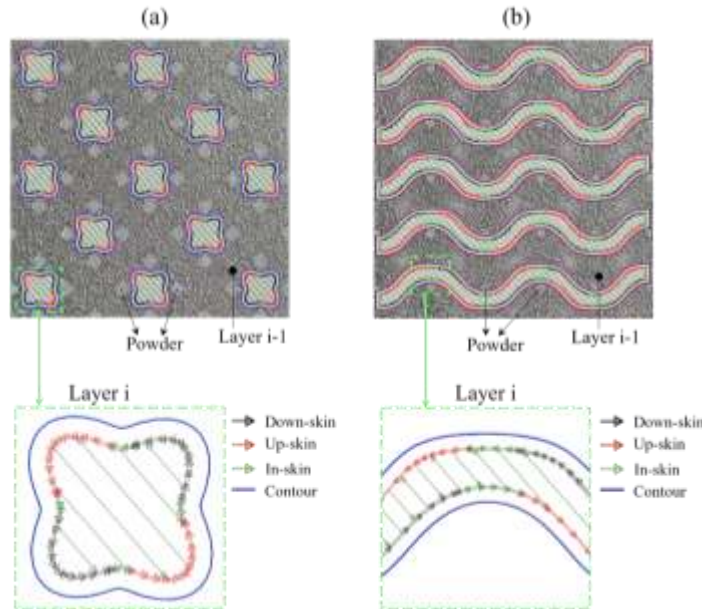 (a)
(b)
Powder
Layer i-1
Powder
Layer i-1
Layer i
Down-skin
Up-skin
In-skin
Contour
Layer i
Down-skin
Up-skin
In-skin
Contour